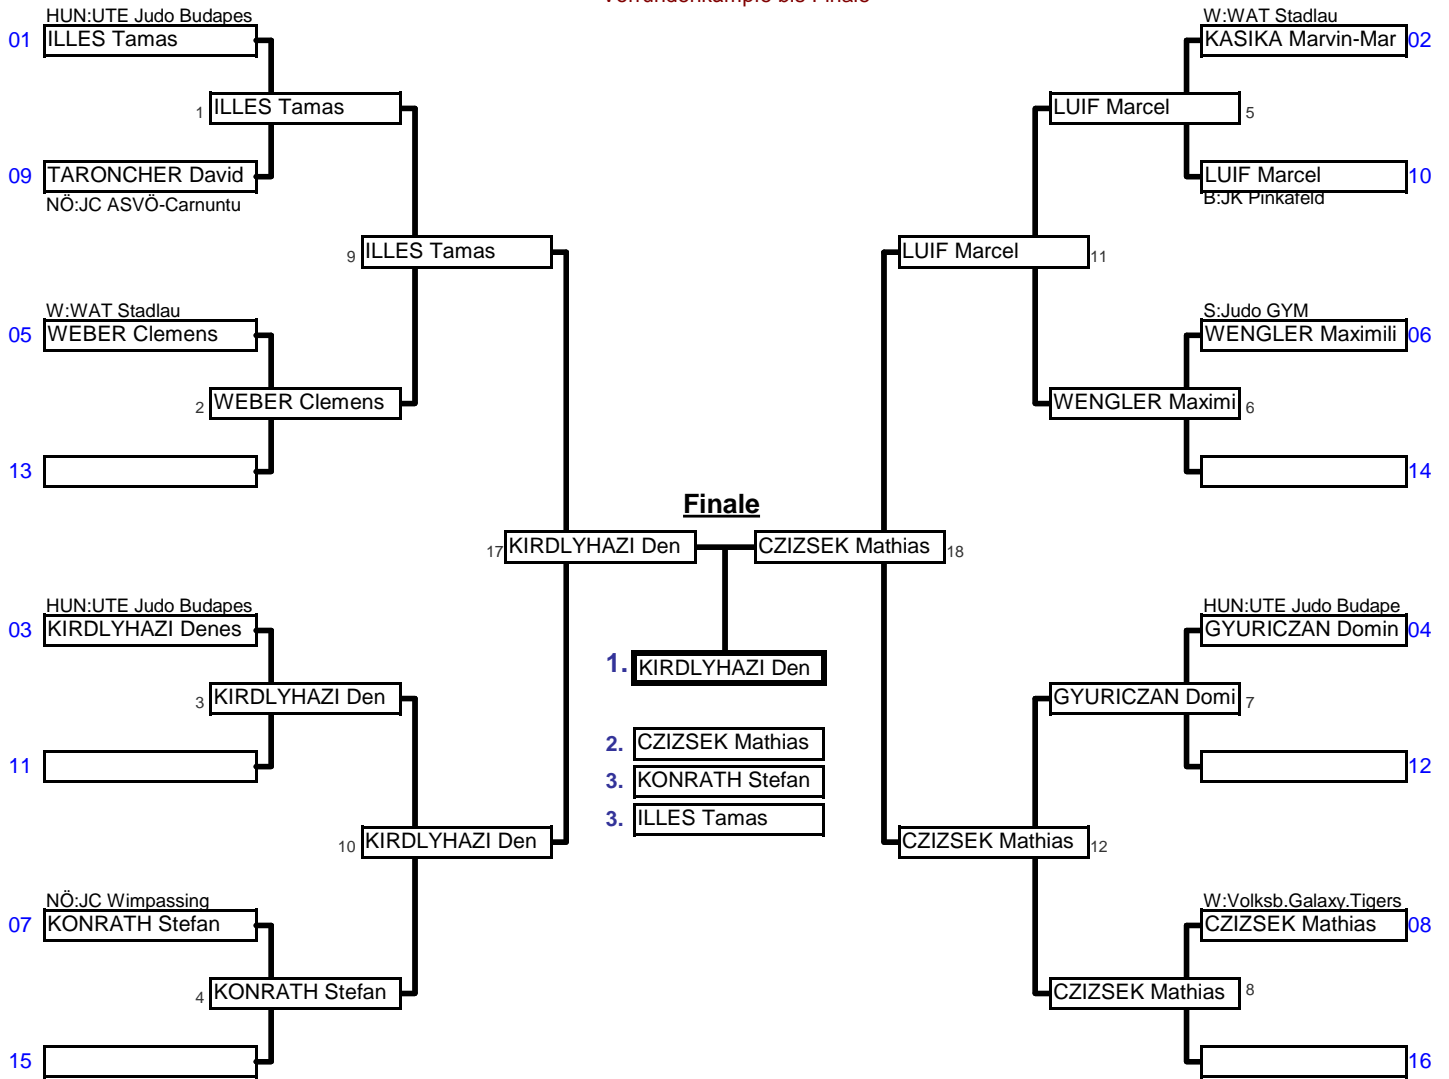 Vorrundenkämpfe bis Finale
HUN:UTE Judo Budapes
01 ILLES Tamas
1 ILLES Tamas
09 TARONCHER David
NÖ:JC ASVÖ-Carnuntu
9 ILLES Tamas
W:WAT Stadlau
05 WEBER Clemens
2 WEBER Clemens
13
17 KIRDLYHAZI Den
HUN:UTE Judo Budapes
03 KIRDLYHAZI Denes
3 KIRDLYHAZI Den
11
10 KIRDLYHAZI Den
NÖ:JC Wimpassing
07 KONRATH Stefan
4 KONRATH Stefan
15
Finale
1. KIRDLYHAZI Den
2. CZIZSEK Mathias
3. KONRATH Stefan
3. ILLES Tamas
W:WAT Stadlau
KASIKA Marvin-Mar 02
LUIF Marcel 5
LUIF Marcel 10
B:JK Pinkafeld
LUIF Marcel 11
S:Judo GYM
WENGLER Maximili 06
WENGLER Maximi 6
14
CZIZSEK Mathias 18
HUN:UTE Judo Budape
GYURICZAN Domin 04
GYURICZAN Domi 7
12
CZIZSEK Mathias 12
W:Volksb.Galaxy.Tigers
CZIZSEK Mathias 08
CZIZSEK Mathias 8
16